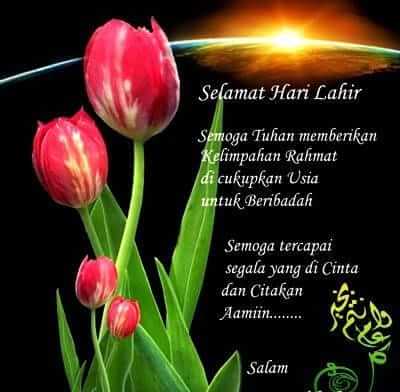 Selamat Hari Lahir
Semoga Tuhan memberikan
Kelimpahan Rahmat
di cukupkan Usia
untuk Beribadah
Semoga tercapai
segala yang di Cinta
dan Citakan
Aamiin........
Salam